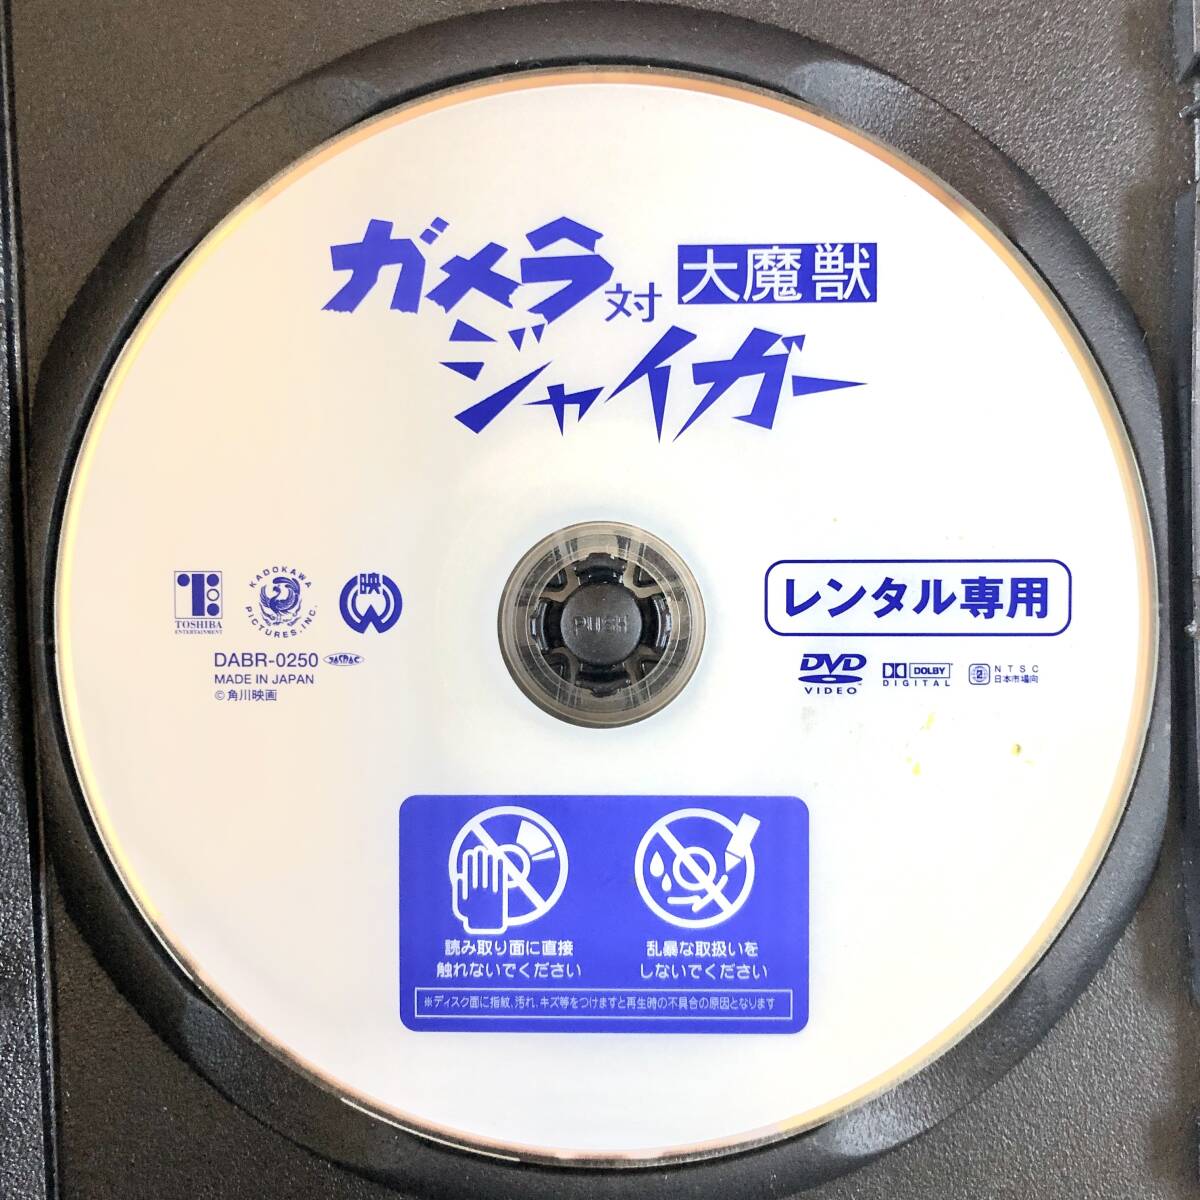 ガメラ対大魔獣
ジャイガー
TOSHIBA
ENTERTAINMENT
KADOKAWA
PICTURES, INC.
映
DABR-0250 JASRAC
MADE IN JAPAN
©角川映画
PUSH
レンタル専用
DVD
VIDEO
DOLBY
DIGITAL
2
NTSC
日本市場向
読み取り面に直接
触れないでください
乱暴な取扱いを
しないでください
※ディスク面に指紋、汚れ、キズ等をつけますと再生時の不具合の原因となります